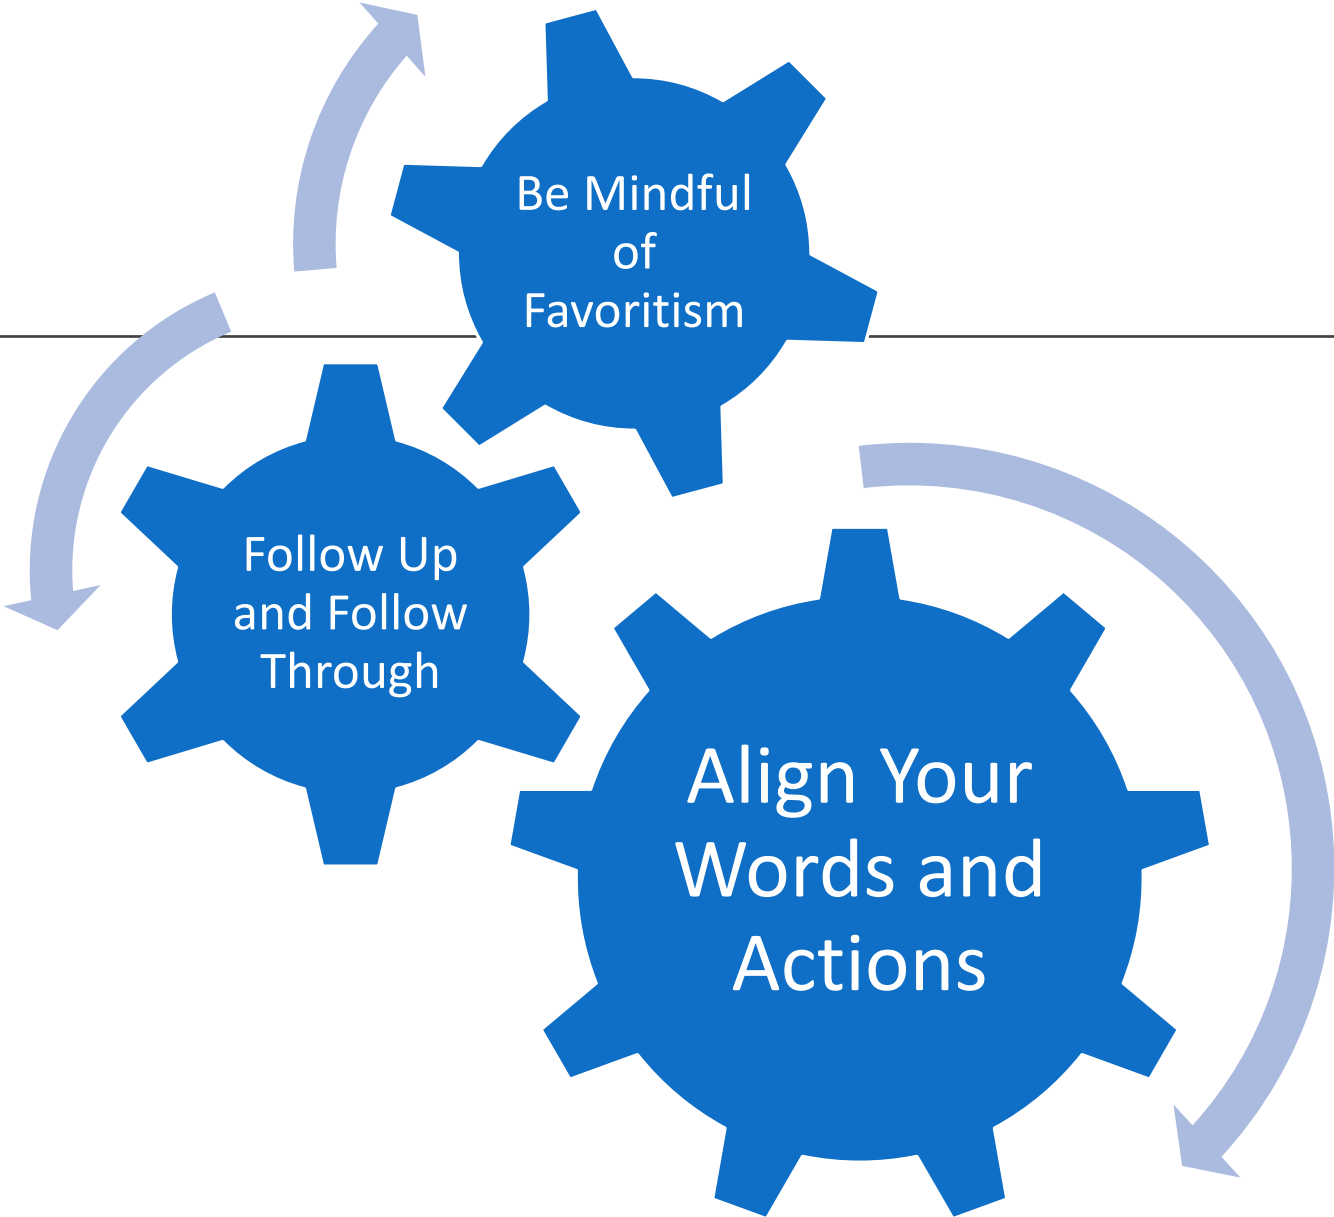 Be Mindful
of
Favoritism
Follow Up
and Follow
Through
Align Your
Words and
Actions